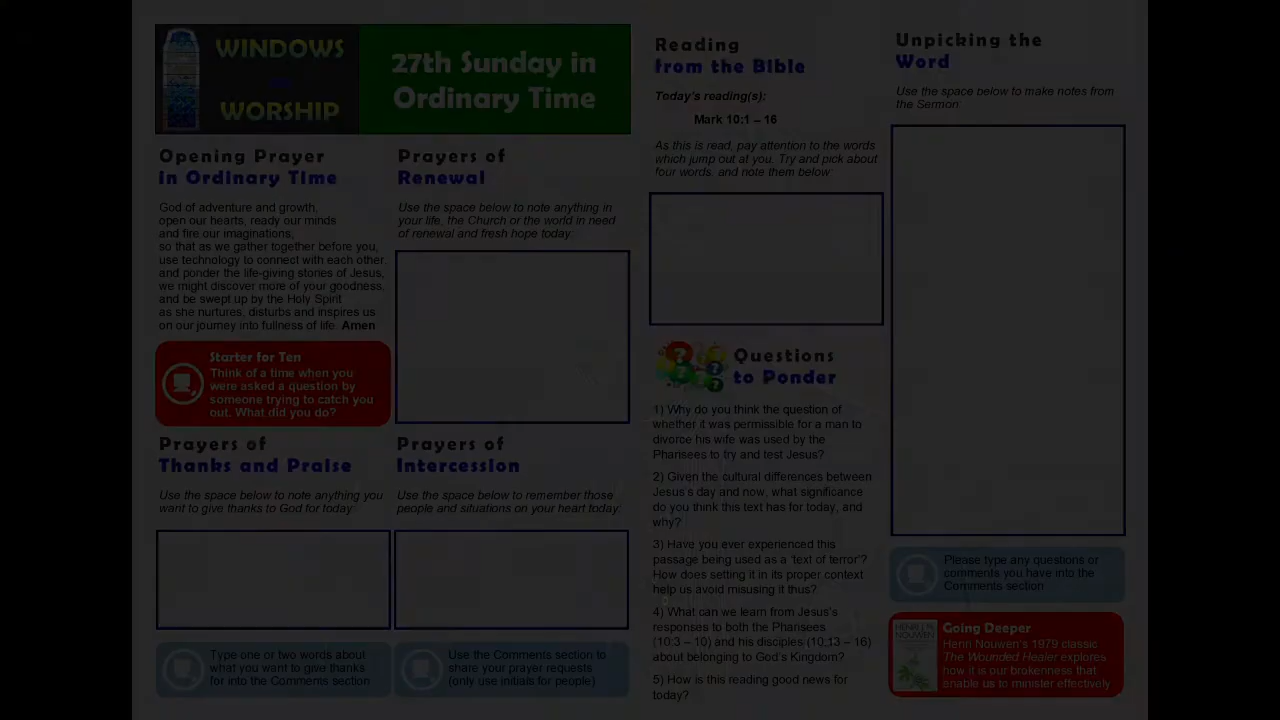 WINDOWS
WORSHIP
27th Sunday in
Ordinary Time
Opening Prayer
in Ordinary Time
God of adventure and growth,
open our hearts, ready our minds
and fire our imaginations,
so that as we gather together before you,
use technology to connect with each other
and ponder the life-giving stories of Jesus,
we might discover more of your goodness,
and be swept up by the Holy Spirit
as she nurtures, disturbs and inspires us
on our journey into fullness of life. Amen
Starter for Ten
Think of a time when you
were asked a question by
someone trying to catch you
out. What did you do?
Prayers of
Thanks and Praise
Use the space below to note anything you
want to give thanks to God for today:
Type one or two words about
what you want to give thanks
for into the Comments section
Prayers of
Renewal
Use the space below to note anything in
your life, the Church or the world in need
of renewal and fresh hope today:
Prayers of
Intercession
Use the space below to remember those
people and situations on your heart today:
Use the Comments section to
share your prayer requests
(only use initials for people)
Reading
from the Bible
Today's reading(s):
Mark 10:1 – 16
As this is read, pay attention to the words
which jump out at you. Try and pick about
four words, and note them below:
Questions
to Ponder
1) Why do you think the question of
whether it was permissible for a man to
divorce his wife was used by the
Pharisees to try and test Jesus?
2) Given the cultural differences between
Jesus's day and now, what significance
do you think this text has for today, and
why?
3) Have you ever experienced this
passage being used as a 'text of terror'?
How does setting it in its proper context
help us avoid misusing it thus?
4) What can we learn from Jesus's
responses to both the Pharisees
(10:3 – 10) and his disciples (10:13 – 16)
about belonging to God's Kingdom?
5) How is this reading good news for
today?
Unpicking the
Word
Use the space below to make notes from
the Sermon:
Please type any questions or
comments you have into the
Comments section
HENRI J.M.
NOUWEN
Going Deeper
Henri Nouwen's 1979 classic
The Wounded Healer explores
how it is our brokenness that
enable us to minister effectively